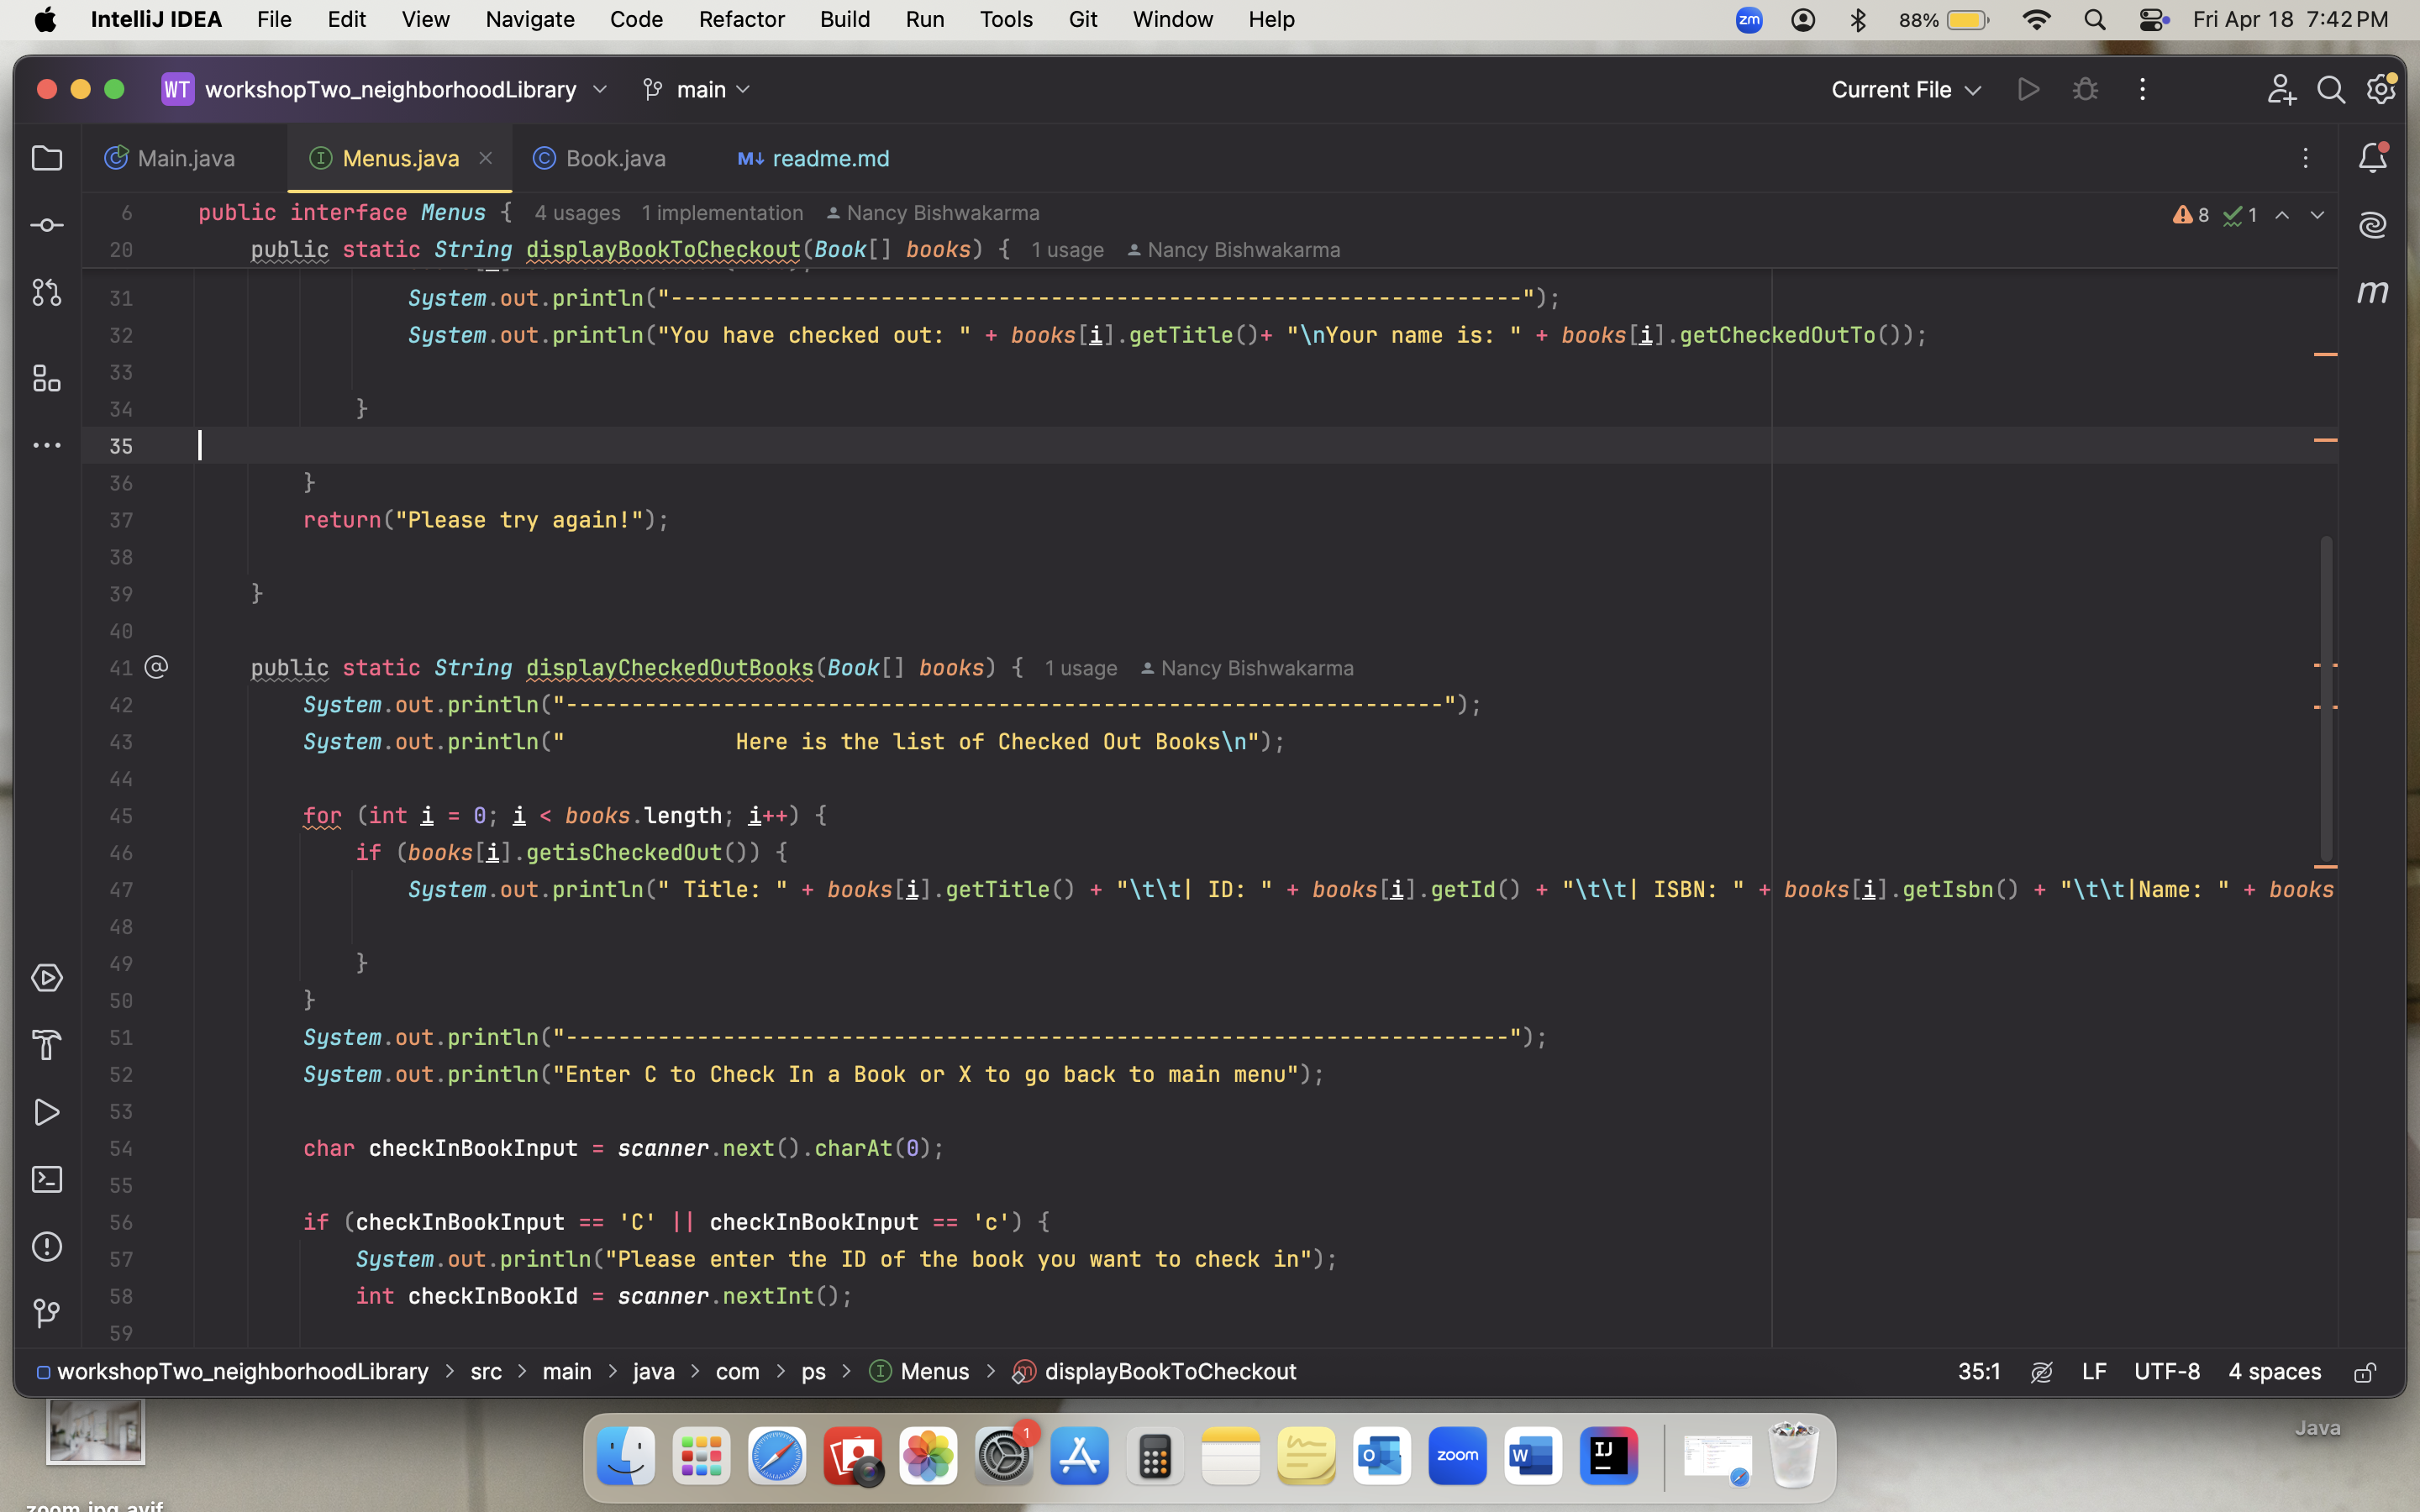 IntelliJ IDEA File Edit View Navigate Code Refactor Build Run Tools Git Window Help zm 88% Fri Apr 18 7:42 PM
WT workshopTwo_neighborhoodLibrary main Current File
Main.java Menus.java Book.java M↓ readme.md
6 public interface Menus { 4 usages 1 implementation Nancy Bishwakarma 8 1
20 public static String displayBookToCheckout(Book[] books) { 1 usage Nancy Bishwakarma
31 System.out.println("-----------------------------------------------------------------");
32 System.out.println("You have checked out: " + books[i].getTitle()+ "\nYour name is: " + books[i].getCheckedOutTo());
33
34 }
35
36 }
37 return("Please try again!");
38
39 }
40
41 @ public static String displayCheckedOutBooks(Book[] books) { 1 usage Nancy Bishwakarma
42 System.out.println("-------------------------------------------------------------------");
43 System.out.println("             Here is the list of Checked Out Books\n");
44
45 for (int i = 0; i < books.length; i++) {
46 if (books[i].getisCheckedOut()) {
47 System.out.println(" Title: " + books[i].getTitle() + "\t\t| ID: " + books[i].getId() + "\t\t| ISBN: " + books[i].getIsbn() + "\t\t|Name: " + books
48
49 }
50 }
51 System.out.println("------------------------------------------------------------------------");
52 System.out.println("Enter C to Check In a Book or X to go back to main menu");
53
54 char checkInBookInput = scanner.next().charAt(0);
55
56 if (checkInBookInput == 'C' || checkInBookInput == 'c') {
57 System.out.println("Please enter the ID of the book you want to check in");
58 int checkInBookId = scanner.nextInt();
59
workshopTwo_neighborhoodLibrary > src > main > java > com > ps > Menus > displayBookToCheckout 35:1 LF UTF-8 4 spaces
Java
1
zoom
W
IJ
zoom.jpg.avif